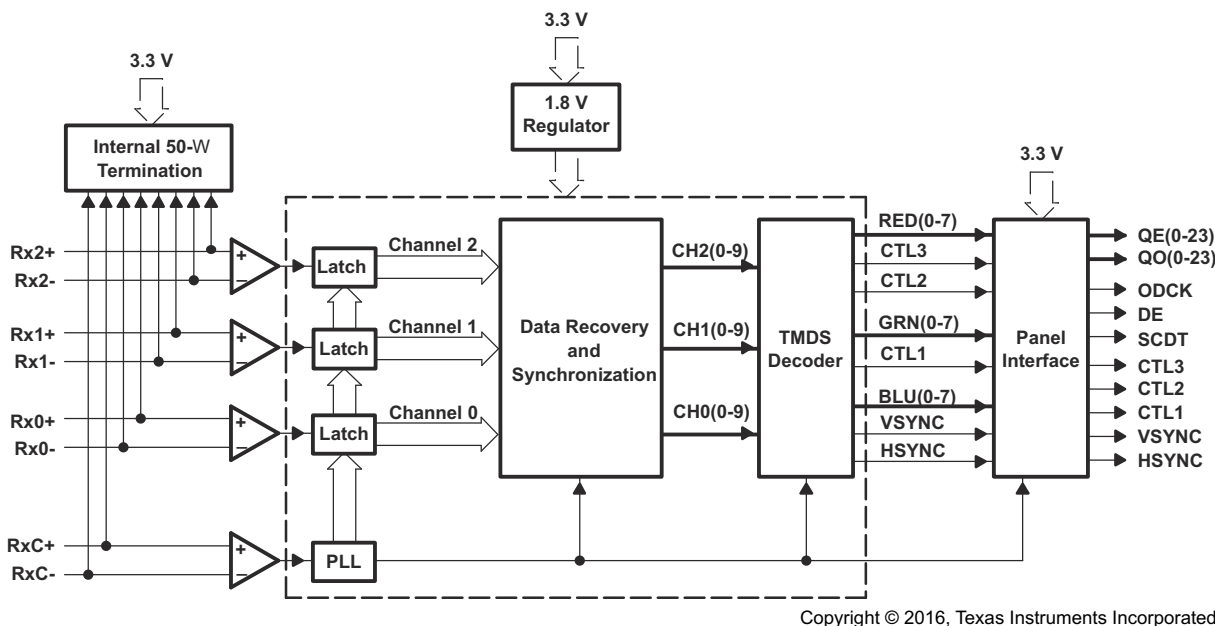 3.3 V
3.3 V
1.8 V
Regulator
Internal 50-W
Termination
3.3 V
Rx2+
Rx2-
Rx1+
Rx1-
Rx0+
Rx0-
RxC+
RxC-
+
−
+
−
+
−
+
−
Latch
Latch
Latch
PLL
Channel 2
Channel 1
Channel 0
Data Recovery
and
Synchronization
CH2(0-9)
CH1(0-9)
CH0(0-9)
TMDS
Decoder
RED(0-7)
CTL3
CTL2
GRN(0-7)
CTL1
BLU(0-7)
VSYNC
HSYNC
Panel
Interface
QE(0-23)
QO(0-23)
ODCK
DE
SCDT
CTL3
CTL2
CTL1
VSYNC
HSYNC
Copyright © 2016, Texas Instruments Incorporated